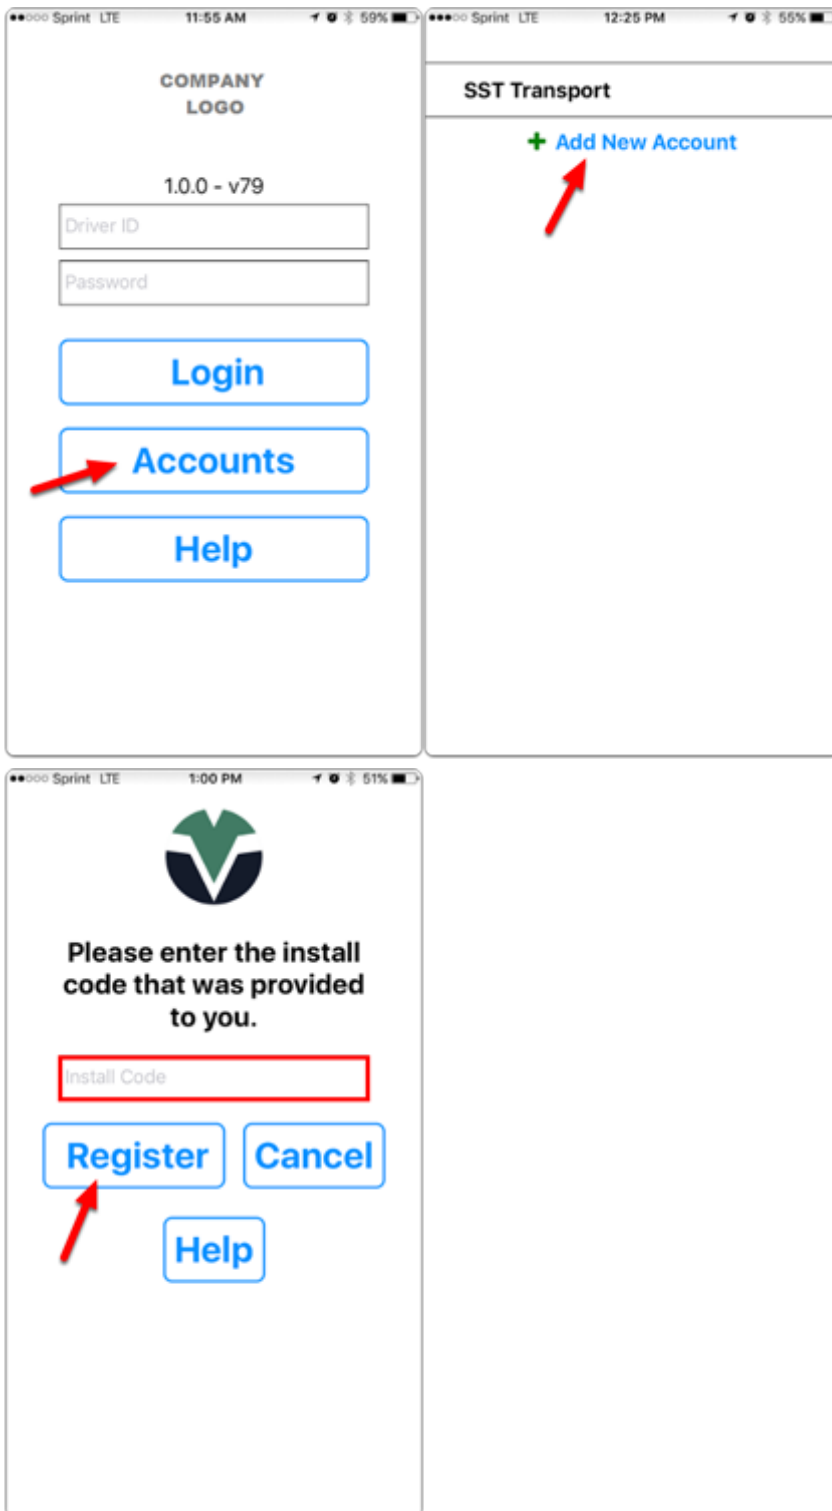 Sprint LTE 11:55 AM 59%
COMPANY
LOGO
1.0.0 - v79
Driver ID
Password
Login
Accounts
Help
Sprint LTE 12:25 PM 55%
SST Transport
+ Add New Account
Sprint LTE 1:00 PM 51%
Please enter the install
code that was provided
to you.
Install Code
Register Cancel
Help